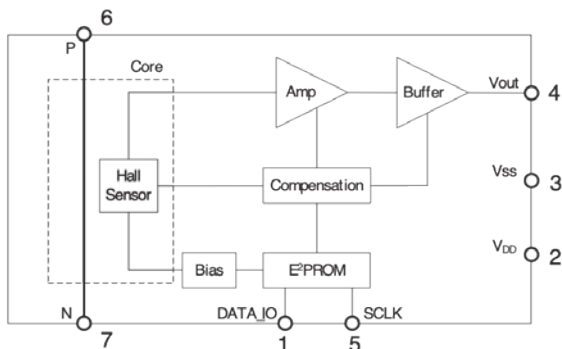 6
P
Core
Amp
Buffer
Vout
4
Hall
Sensor
Compensation
Vss
3
Bias
E²PROM
V_DD
2
N
DATA_IO
SCLK
7
1
5